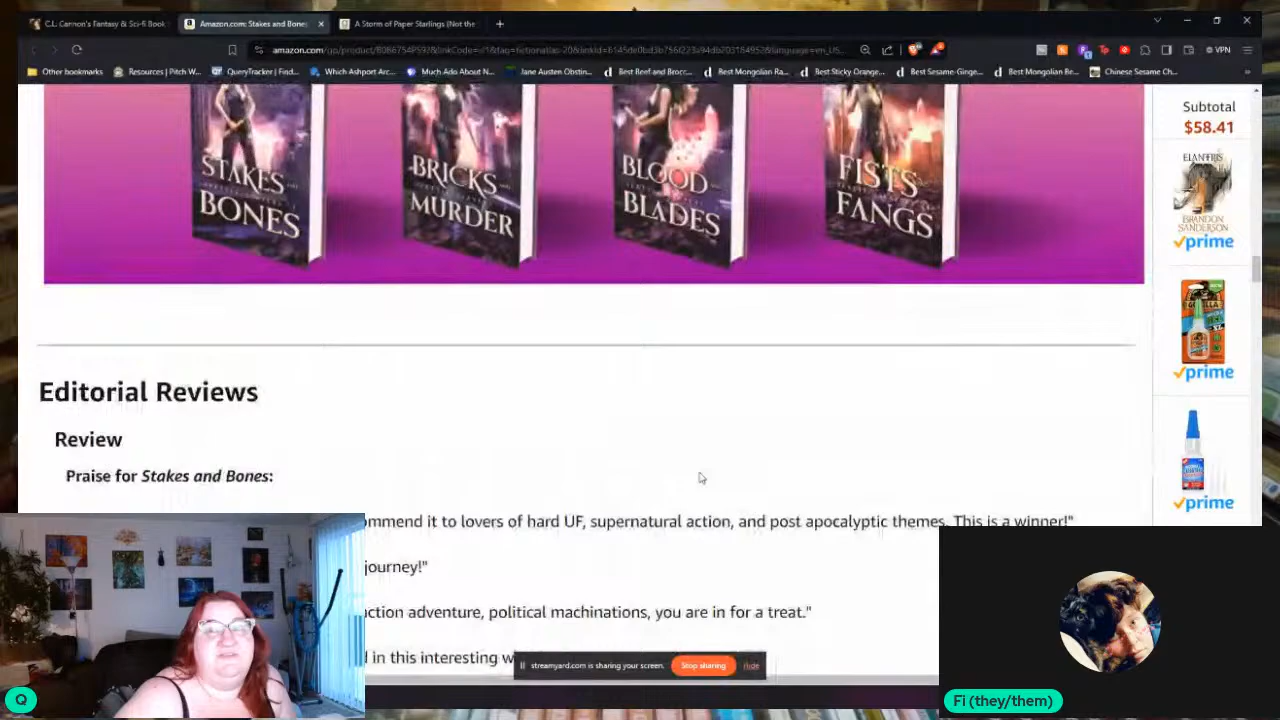 C.L. Cannon's Fantasy & Sci-fi Book
Amazon.com: Stakes and Bones
A Storm of Paper Starlings (Not the
VPN
Other bookmarks
Resources | Pitch W...
QueryTracker | Find...
Which Ashport Arc...
Much Ado About N...
Jane Austen Obstin...
Best Beef and Brocc...
Best Mongolian Ra...
Best Sticky Orange...
Best Sesame-Ginge...
Best Mongolian Be...
Chinese Sesame Ch...
Subtotal
$58.41
STAKES AND BONES
BRICKS AND MURDER
BLOOD AND BLADES
FISTS AND FANGS
ELANTRIS
BRANDON
SANDERSON
prime
prime
prime
Editorial Reviews
Review
Praise for Stakes and Bones:
ommend it to lovers of hard UF, supernatural action, and post apocalyptic themes. This is a winner!"
journey!"
ction adventure, political machinations, you are in for a treat."
d in this interesting w
streamyard.com is sharing your screen.
Stop sharing
Hide
Q
Fi (they/them)